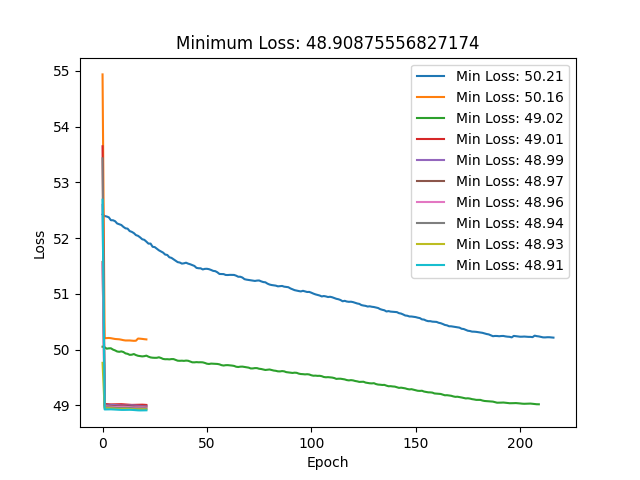 Minimum Loss: 48.90875556827174
Loss
55
54
53
52
51
50
49
Min Loss: 50.21
Min Loss: 50.16
Min Loss: 49.02
Min Loss: 49.01
Min Loss: 48.99
Min Loss: 48.97
Min Loss: 48.96
Min Loss: 48.94
Min Loss: 48.93
Min Loss: 48.91
0 50 100 150 200
Epoch